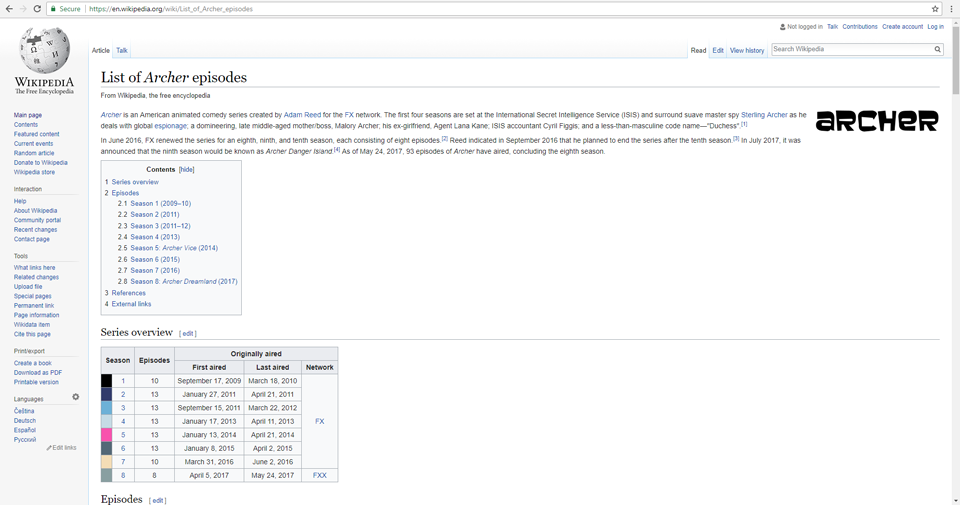 Secure https://en.wikipedia.org/wiki/List_of_Archer_episodes
Not logged in Talk Contributions Create account Log in
Article Talk Read Edit View history Search Wikipedia
WIKIPEDIA
The Free Encyclopedia
Main page
Contents
Featured content
Current events
Random article
Donate to Wikipedia
Wikipedia store
Interaction
Help
About Wikipedia
Community portal
Recent changes
Contact page
Tools
What links here
Related changes
Upload file
Special pages
Permanent link
Page information
Wikidata item
Cite this page
Print/export
Create a book
Download as PDF
Printable version
Languages
Čeština
Deutsch
Español
Русский
Edit links
List of Archer episodes
From Wikipedia, the free encyclopedia
Archer is an American animated comedy series created by Adam Reed for the FX network. The first four seasons are set at the International Secret Intelligence Service (ISIS) and surround suave master spy Sterling Archer as he
deals with global espionage; a domineering, late middle-aged mother/boss, Malory Archer; his ex-girlfriend, Agent Lana Kane; ISIS accountant Cyril Figgis; and a less-than-masculine code name—"Duchess".[1]
ARCHER
In June 2016, FX renewed the series for an eighth, ninth, and tenth season, each consisting of eight episodes.[2] Reed indicated in September 2016 that he planned to end the series after the tenth season.[3] In July 2017, it was
announced that the ninth season would be known as Archer Danger Island.[4] As of May 24, 2017, 93 episodes of Archer have aired, concluding the eighth season.
Contents [hide]
1 Series overview
2 Episodes
2.1 Season 1 (2009–10)
2.2 Season 2 (2011)
2.3 Season 3 (2011–12)
2.4 Season 4 (2013)
2.5 Season 5: Archer Vice (2014)
2.6 Season 6 (2015)
2.7 Season 7 (2016)
2.8 Season 8: Archer Dreamland (2017)
3 References
4 External links
Series overview [ edit ]
Season Episodes Originally aired
First aired Last aired Network
1 10 September 17, 2009 March 18, 2010
2 13 January 27, 2011 April 21, 2011
3 13 September 15, 2011 March 22, 2012
4 13 January 17, 2013 April 11, 2013 FX
5 13 January 13, 2014 April 21, 2014
6 13 January 8, 2015 April 2, 2015
7 10 March 31, 2016 June 2, 2016
8 8 April 5, 2017 May 24, 2017 FXX
Episodes [ edit ]